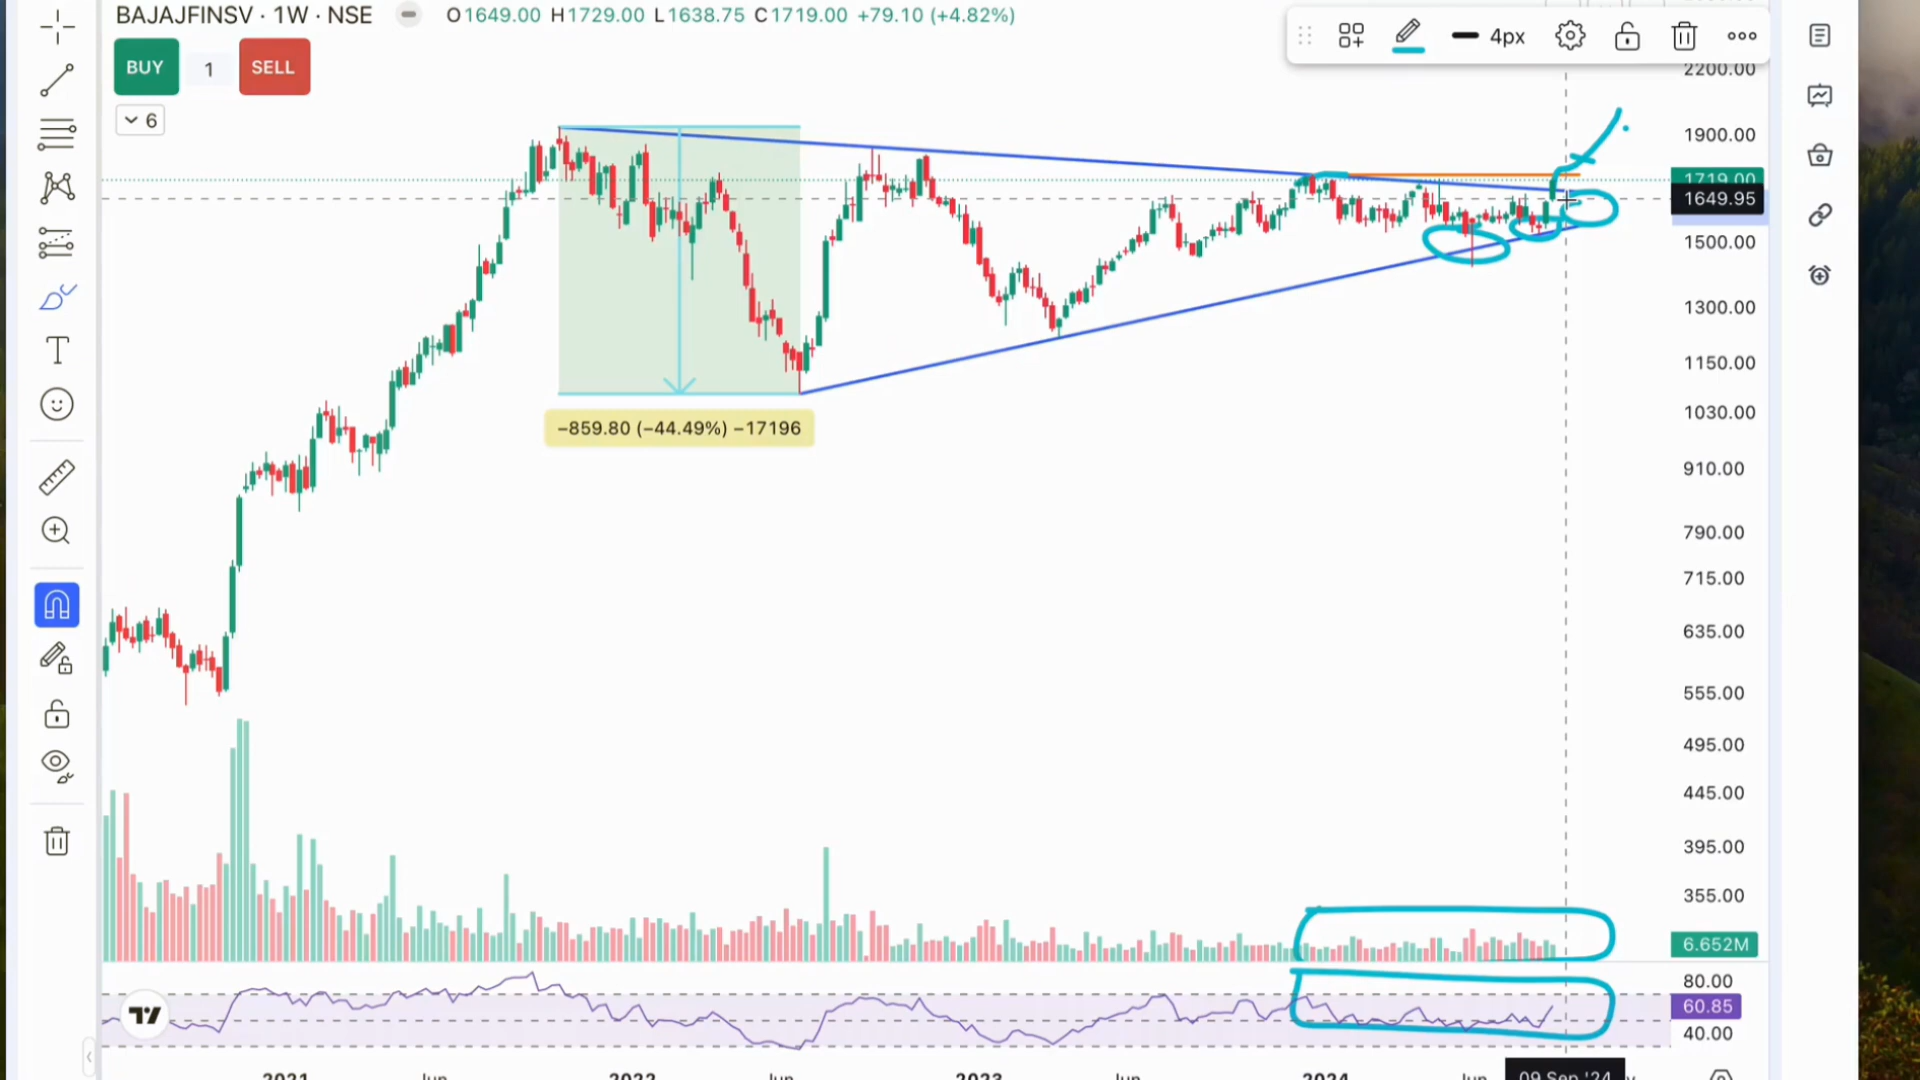 BAJAJFINSV · 1W · NSE
O1649.00 H1729.00 L1638.75 C1719.00 +79.10 (+4.82%)
BUY
1
SELL
6
4px
2200.00
1900.00
1719.00
1649.95
1500.00
1300.00
1150.00
1030.00
910.00
790.00
715.00
635.00
555.00
495.00
445.00
395.00
355.00
6.652M
80.00
60.85
40.00
−859.80 (−44.49%) −17196
2021
Jun
2022
Jun
2023
Jun
2024
Jun
09 Sep '24